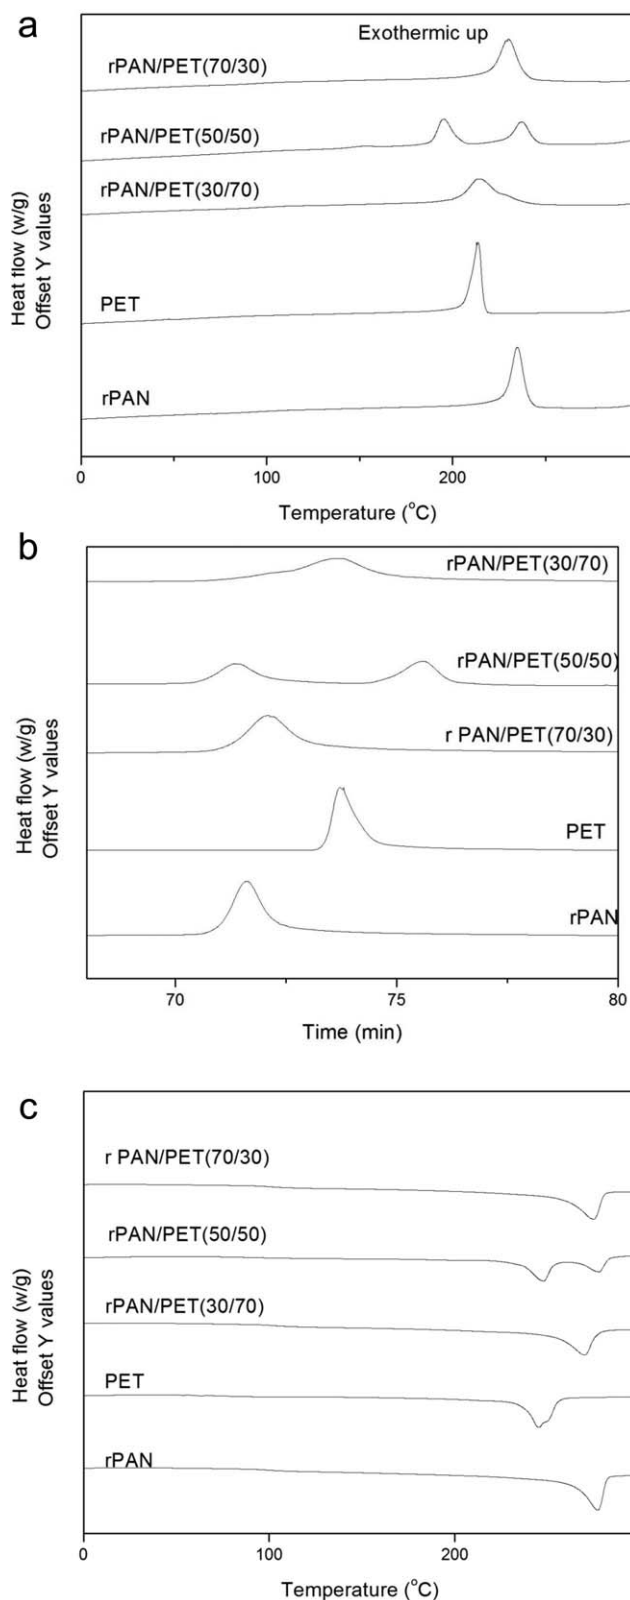 a
Exothermic up
rPAN/PET(70/30)
rPAN/PET(50/50)
rPAN/PET(30/70)
PET
rPAN
Heat flow (w/g)
Offset Y values
0 100 200
Temperature (°C)
b
rPAN/PET(30/70)
rPAN/PET(50/50)
r PAN/PET(70/30)
PET
rPAN
Heat flow (w/g)
Offset Y values
70 75 80
Time (min)
c
r PAN/PET(70/30)
rPAN/PET(50/50)
rPAN/PET(30/70)
PET
rPAN
Heat flow (w/g)
Offset Y values
0 100 200
Temperature (°C)